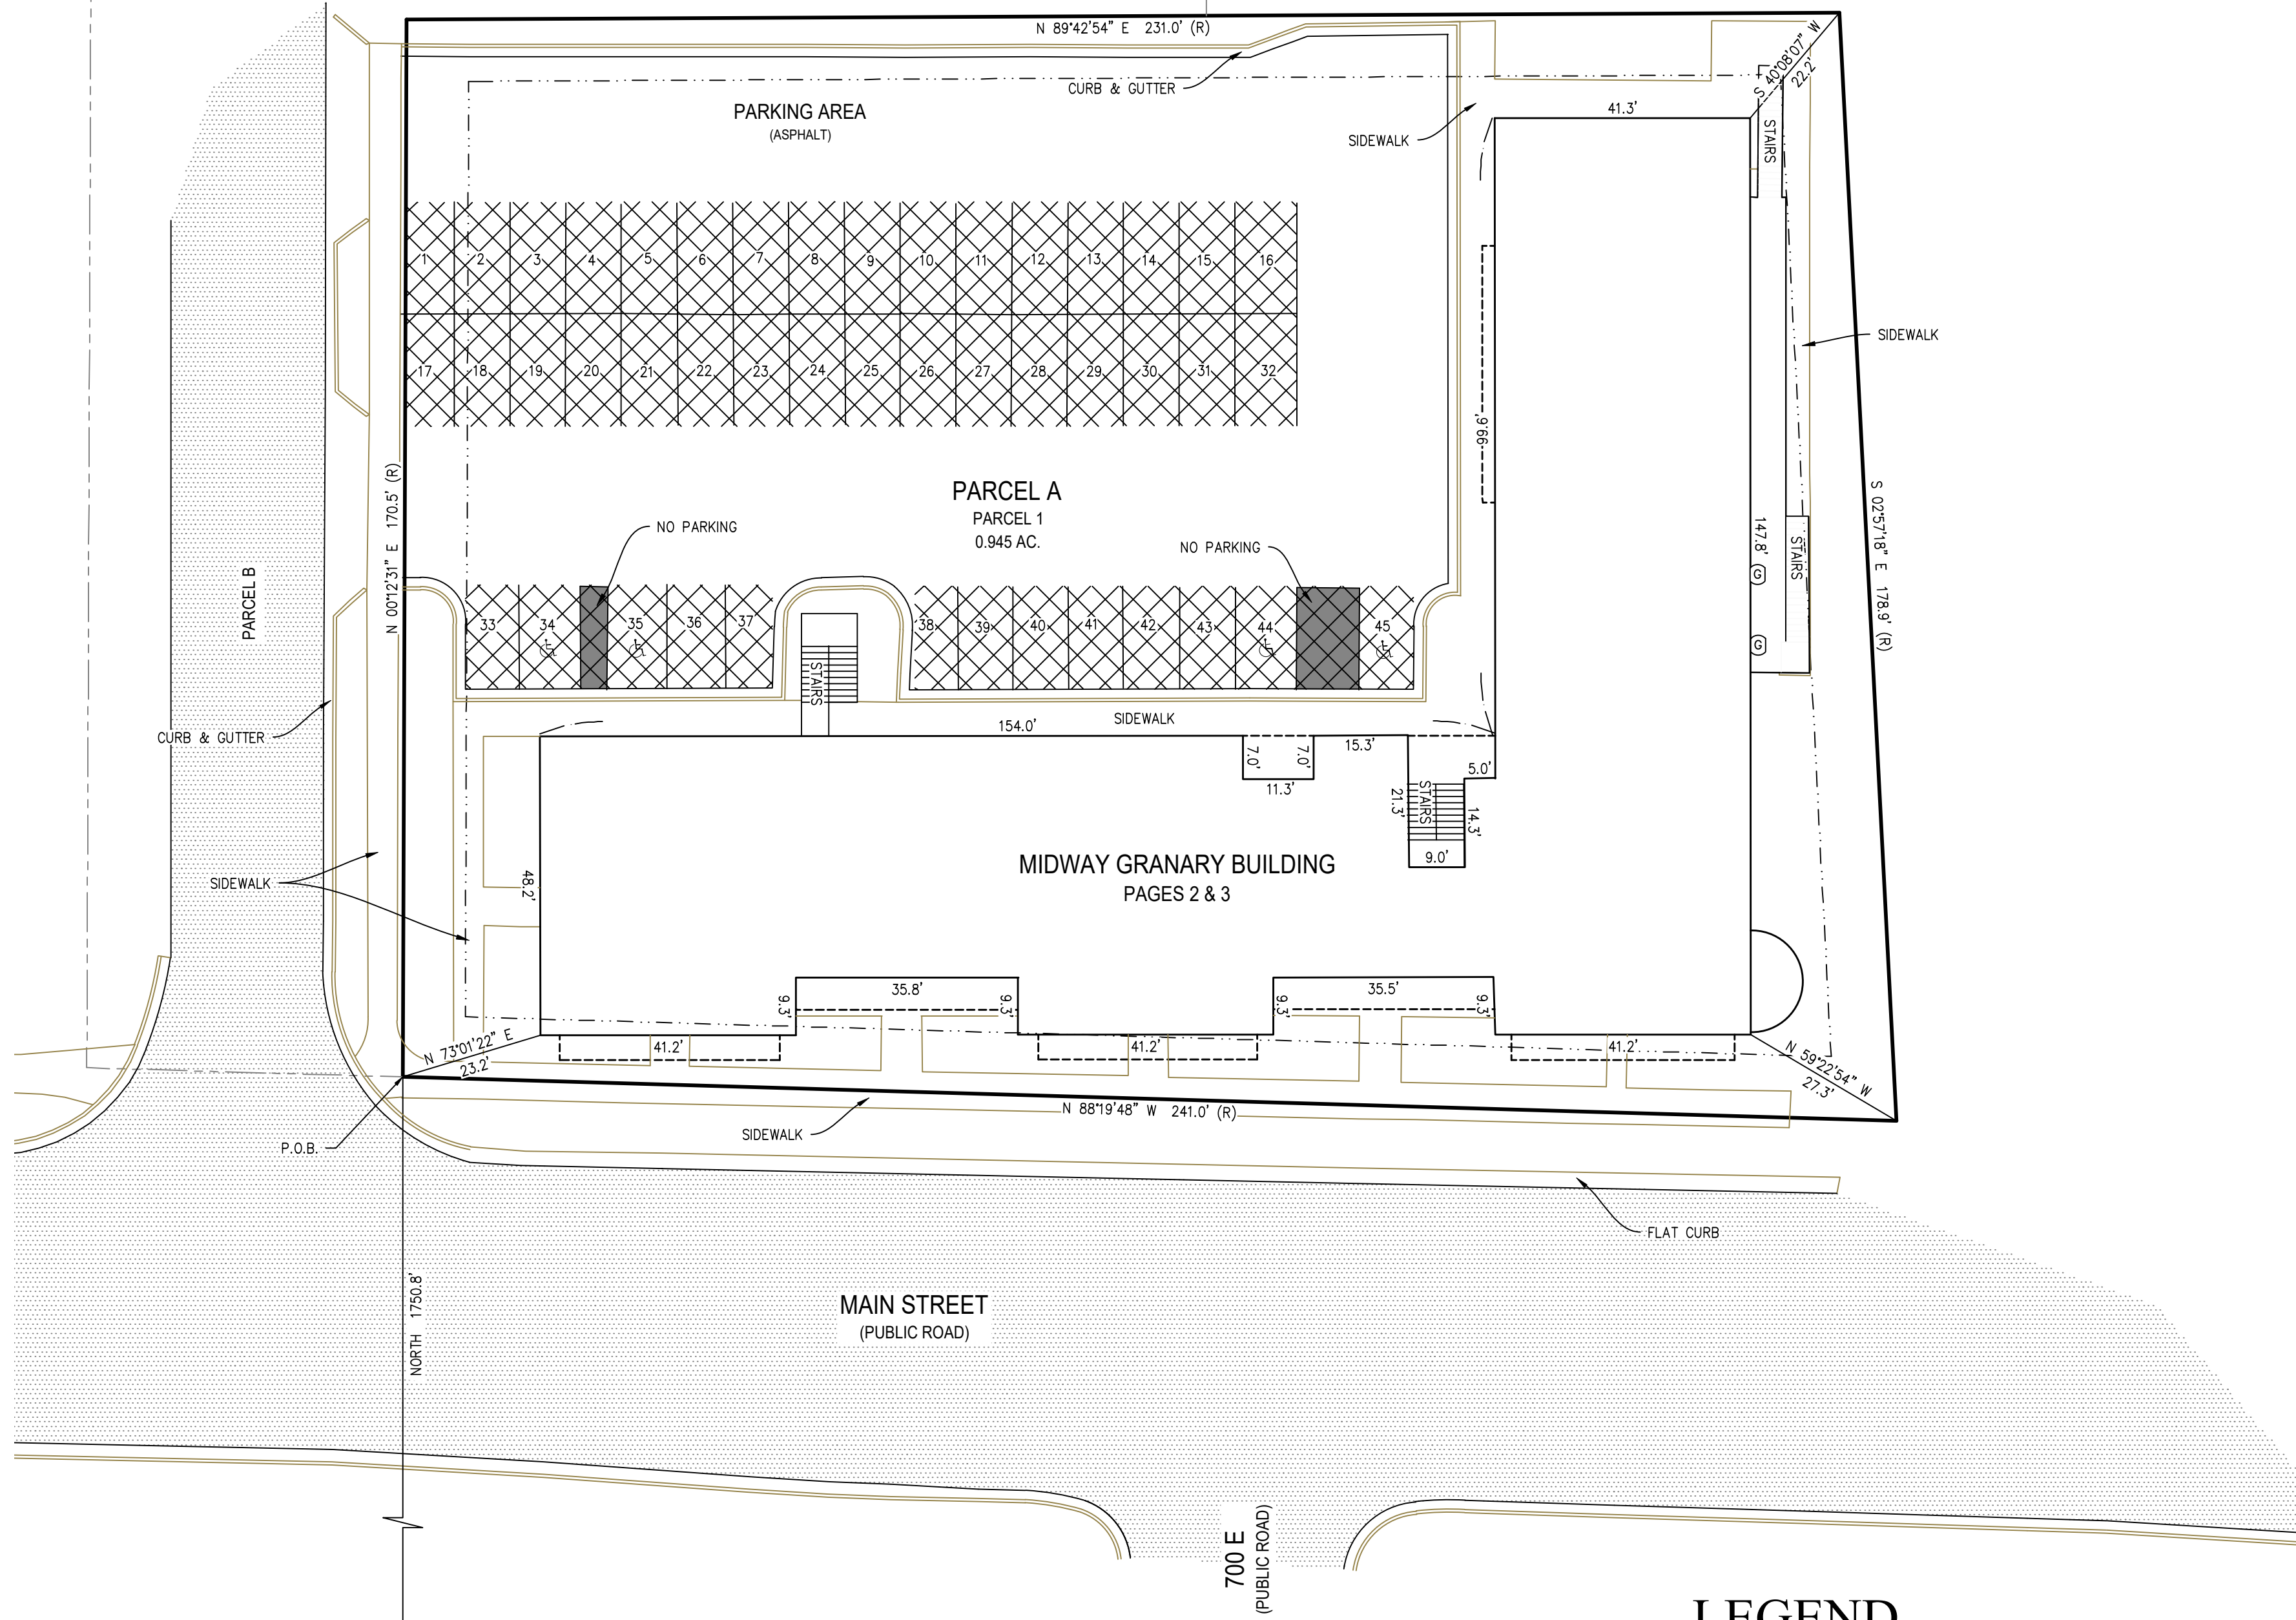 N 89°42'54" E 231.0' (R)
S 40°08'07" W
22.2'
CURB & GUTTER
PARKING AREA
(ASPHALT)
SIDEWALK
41.3'
STAIRS
1 2 3 4 5 6 7 8 9 10 11 12 13 14 15 16
SIDEWALK
17 18 19 20 21 22 23 24 25 26 27 28 29 30 31 32
99.6'
N 00°12'31" E 170.5' (R)
PARCEL A
PARCEL 1
0.945 AC.
NO PARKING
NO PARKING
S 02°57'18" E 178.9' (R)
147.8'
STAIRS
G
G
PARCEL B
33 34 35 36 37
38 39 40 41 42 43 44 45
STAIRS
CURB & GUTTER
154.0'
SIDEWALK
7.0'
7.0'
11.3'
15.3'
5.0'
21.3'
STAIRS
14.3'
9.0'
MIDWAY GRANARY BUILDING
PAGES 2 & 3
SIDEWALK
48.2'
9.3'
35.8'
9.3'
9.3'
35.5'
9.3'
N 73°01'22" E
23.2'
41.2'
41.2'
41.2'
N 59°22'54" W
27.3'
N 88°19'48" W 241.0' (R)
SIDEWALK
P.O.B.
FLAT CURB
NORTH 1750.8'
MAIN STREET
(PUBLIC ROAD)
700 E
(PUBLIC ROAD)
LEGEND